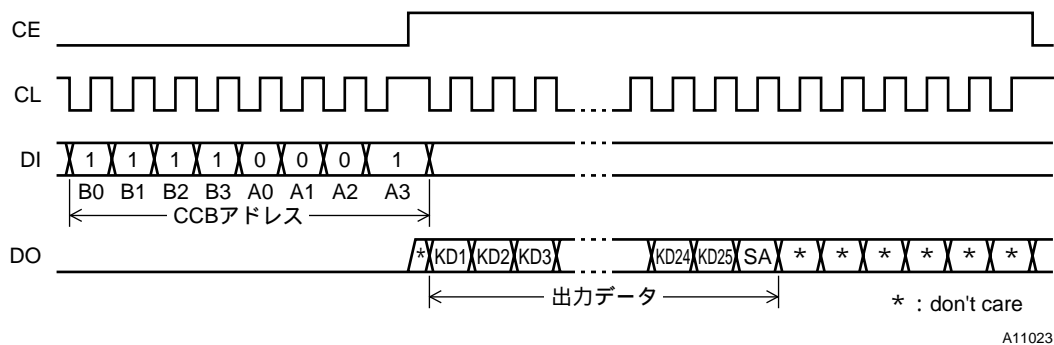 CE
CL
DI 1 1 1 1 0 0 0 1
B0 B1 B2 B3 A0 A1 A2 A3
CCBアドレス
DO * KD1 KD2 KD3 KD24 KD25 SA * * * * * *
出力データ
* : don't care
A11023